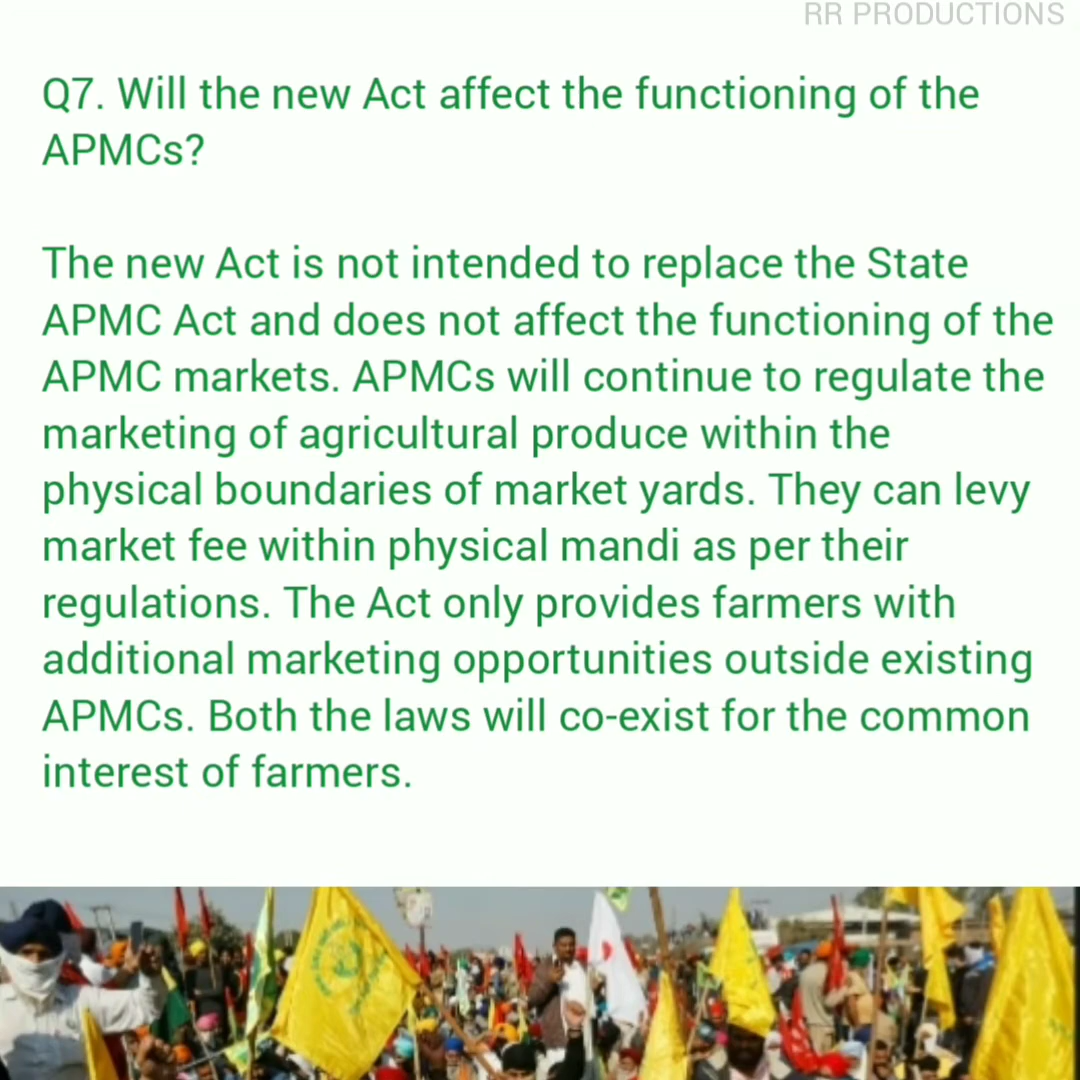 RR PRODUCTIONS
Q7. Will the new Act affect the functioning of the
APMCs?
The new Act is not intended to replace the State
APMC Act and does not affect the functioning of the
APMC markets. APMCs will continue to regulate the
marketing of agricultural produce within the
physical boundaries of market yards. They can levy
market fee within physical mandi as per their
regulations. The Act only provides farmers with
additional marketing opportunities outside existing
APMCs. Both the laws will co-exist for the common
interest of farmers.